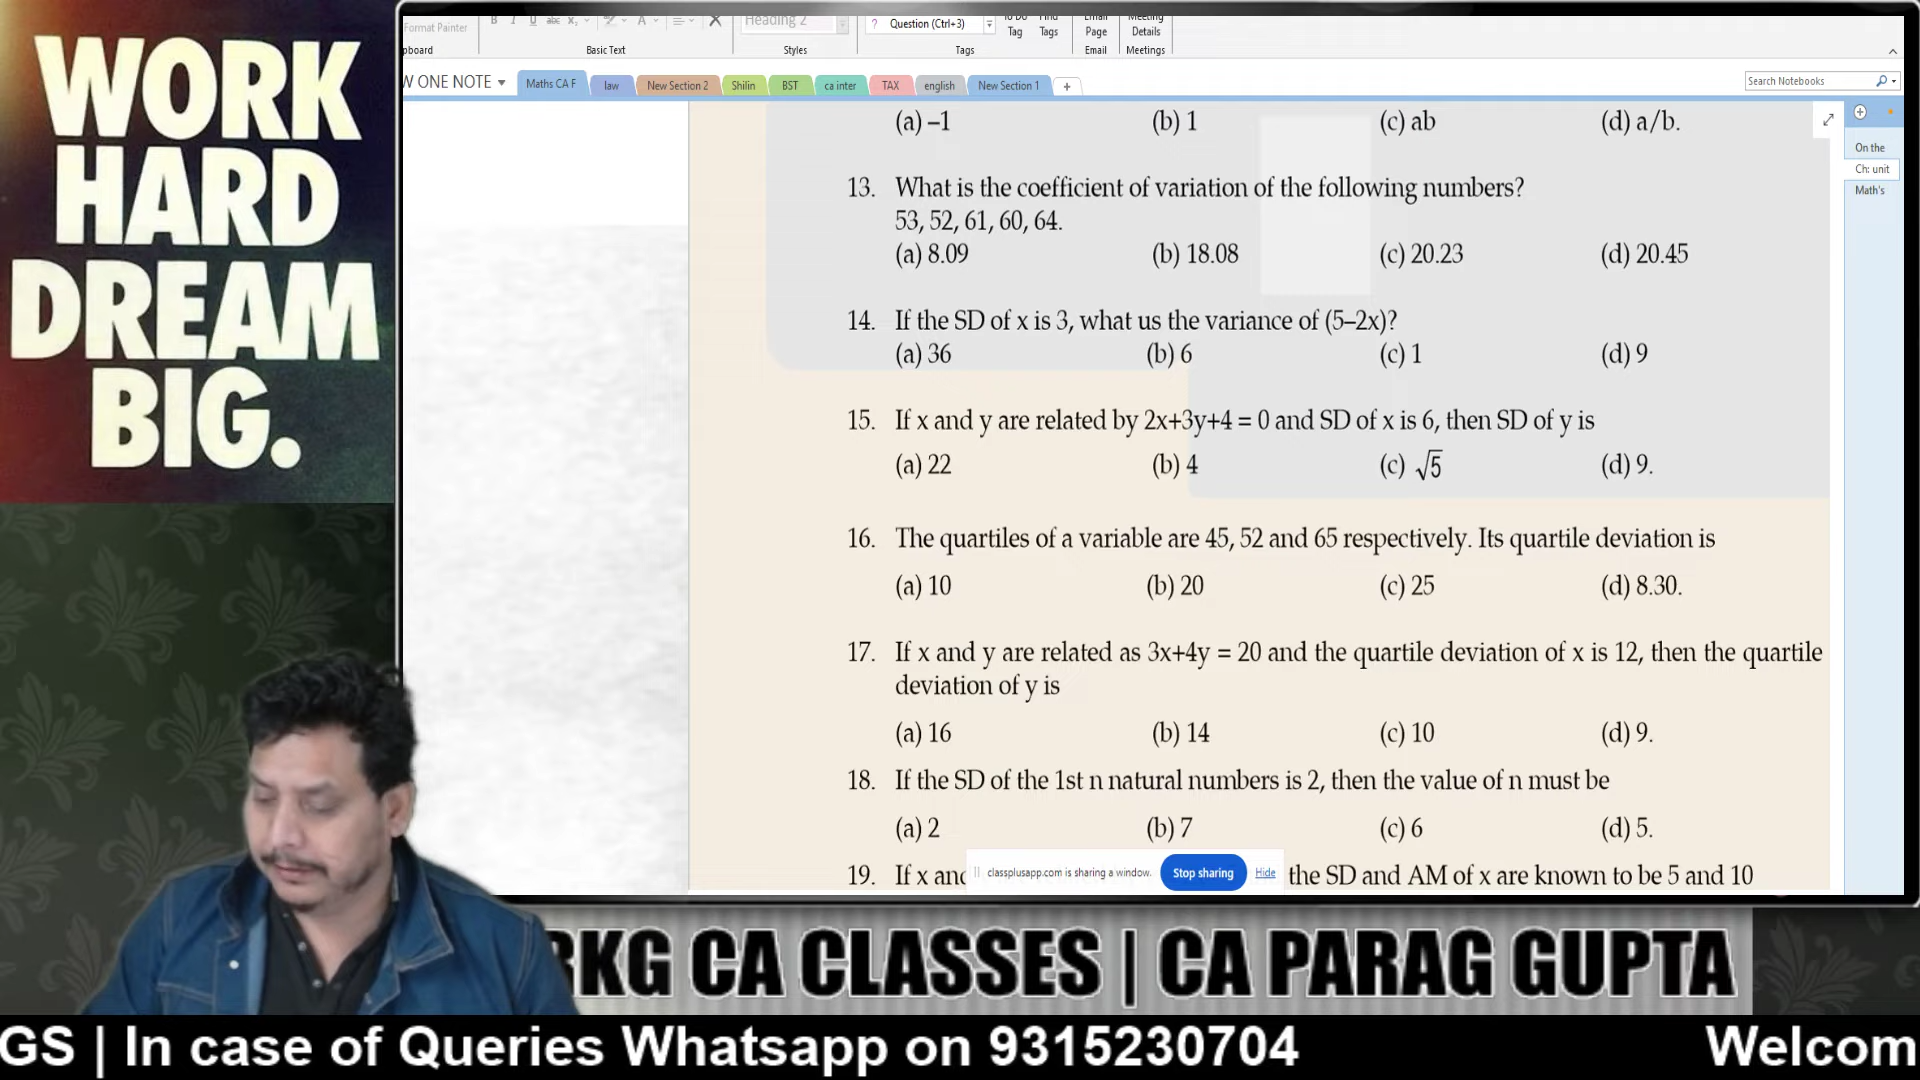 WORK
HARD
DREAM
BIG.
Format Painter
pboard
B I U abc x
A
Basic Text
Heading 2
Styles
? Question (Ctrl+3)
To Do
Tag
Find
Tags
Tags
Email
Page
Email
Meeting
Details
Meetings
W ONE NOTE
Maths CA F
law
New Section 2
Shilin
BST
ca inter
TAX
english
New Section 1
Search Notebooks
On the
Ch: unit
Math's
(a) –1 (b) 1 (c) ab (d) a/b.
13. What is the coefficient of variation of the following numbers?
53, 52, 61, 60, 64.
(a) 8.09 (b) 18.08 (c) 20.23 (d) 20.45
14. If the SD of x is 3, what us the variance of (5–2x)?
(a) 36 (b) 6 (c) 1 (d) 9
15. If x and y are related by 2x+3y+4 = 0 and SD of x is 6, then SD of y is
(a) 22 (b) 4 (c) √5 (d) 9.
16. The quartiles of a variable are 45, 52 and 65 respectively. Its quartile deviation is
(a) 10 (b) 20 (c) 25 (d) 8.30.
17. If x and y are related as 3x+4y = 20 and the quartile deviation of x is 12, then the quartile
deviation of y is
(a) 16 (b) 14 (c) 10 (d) 9.
18. If the SD of the 1st n natural numbers is 2, then the value of n must be
(a) 2 (b) 7 (c) 6 (d) 5.
19. If x and the SD and AM of x are known to be 5 and 10
classplusapp.com is sharing a window.
Stop sharing
Hide
RKG CA CLASSES | CA PARAG GUPTA
GS | In case of Queries Whatsapp on 9315230704
Welcom